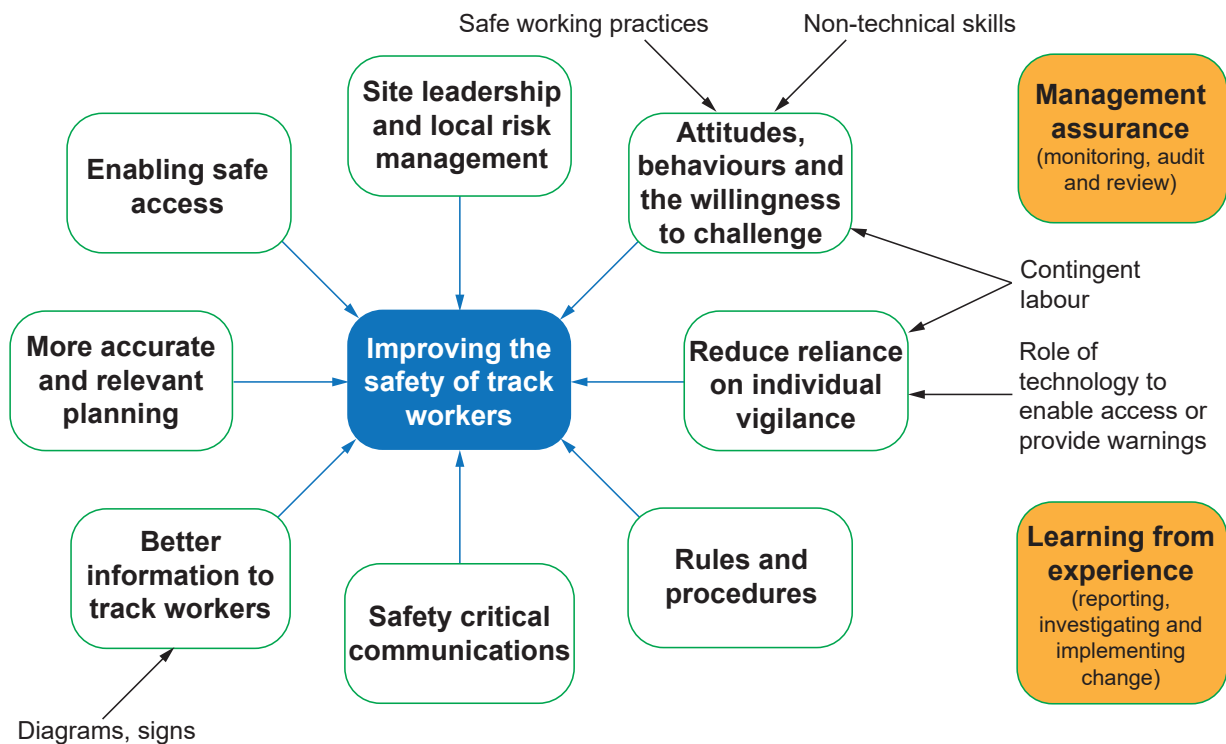 Safe working practices
Non-technical skills
Site leadership
and local risk
management
Attitudes,
behaviours and
the willingness
to challenge
Management
assurance
(monitoring, audit
and review)
Enabling safe
access
Contingent
labour
More accurate
and relevant
planning
Improving the
safety of track
workers
Reduce reliance
on individual
vigilance
Role of
technology to
enable access or
provide warnings
Better
information to
track workers
Safety critical
communications
Rules and
procedures
Learning from
experience
(reporting,
investigating and
implementing
change)
Diagrams, signs